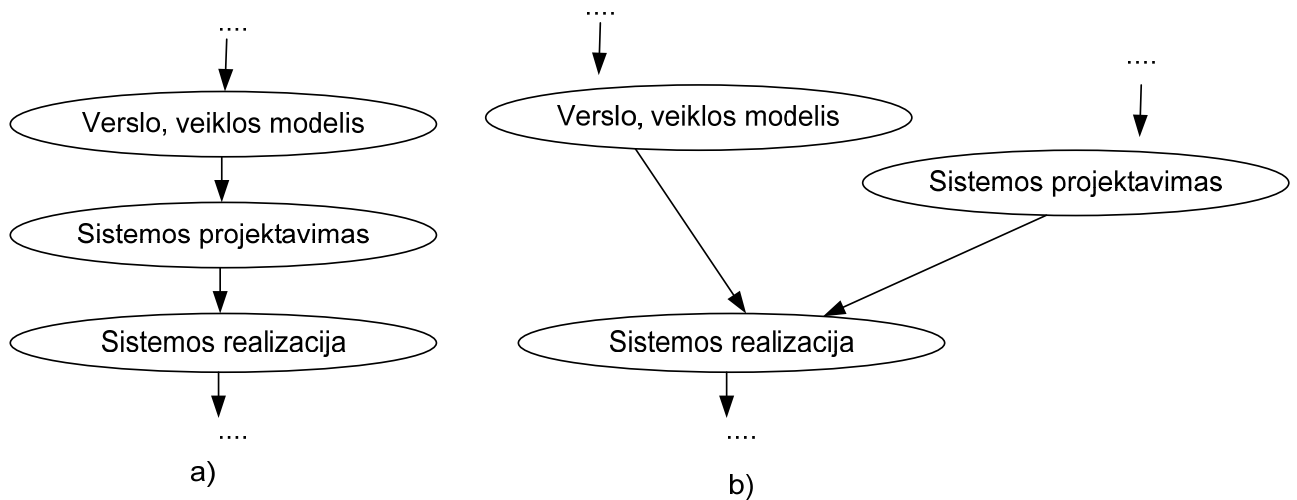 ....
Verslo, veiklos modelis
Sistemos projektavimas
Sistemos realizacija
....
a)
....
Verslo, veiklos modelis
....
Sistemos projektavimas
Sistemos realizacija
....
b)